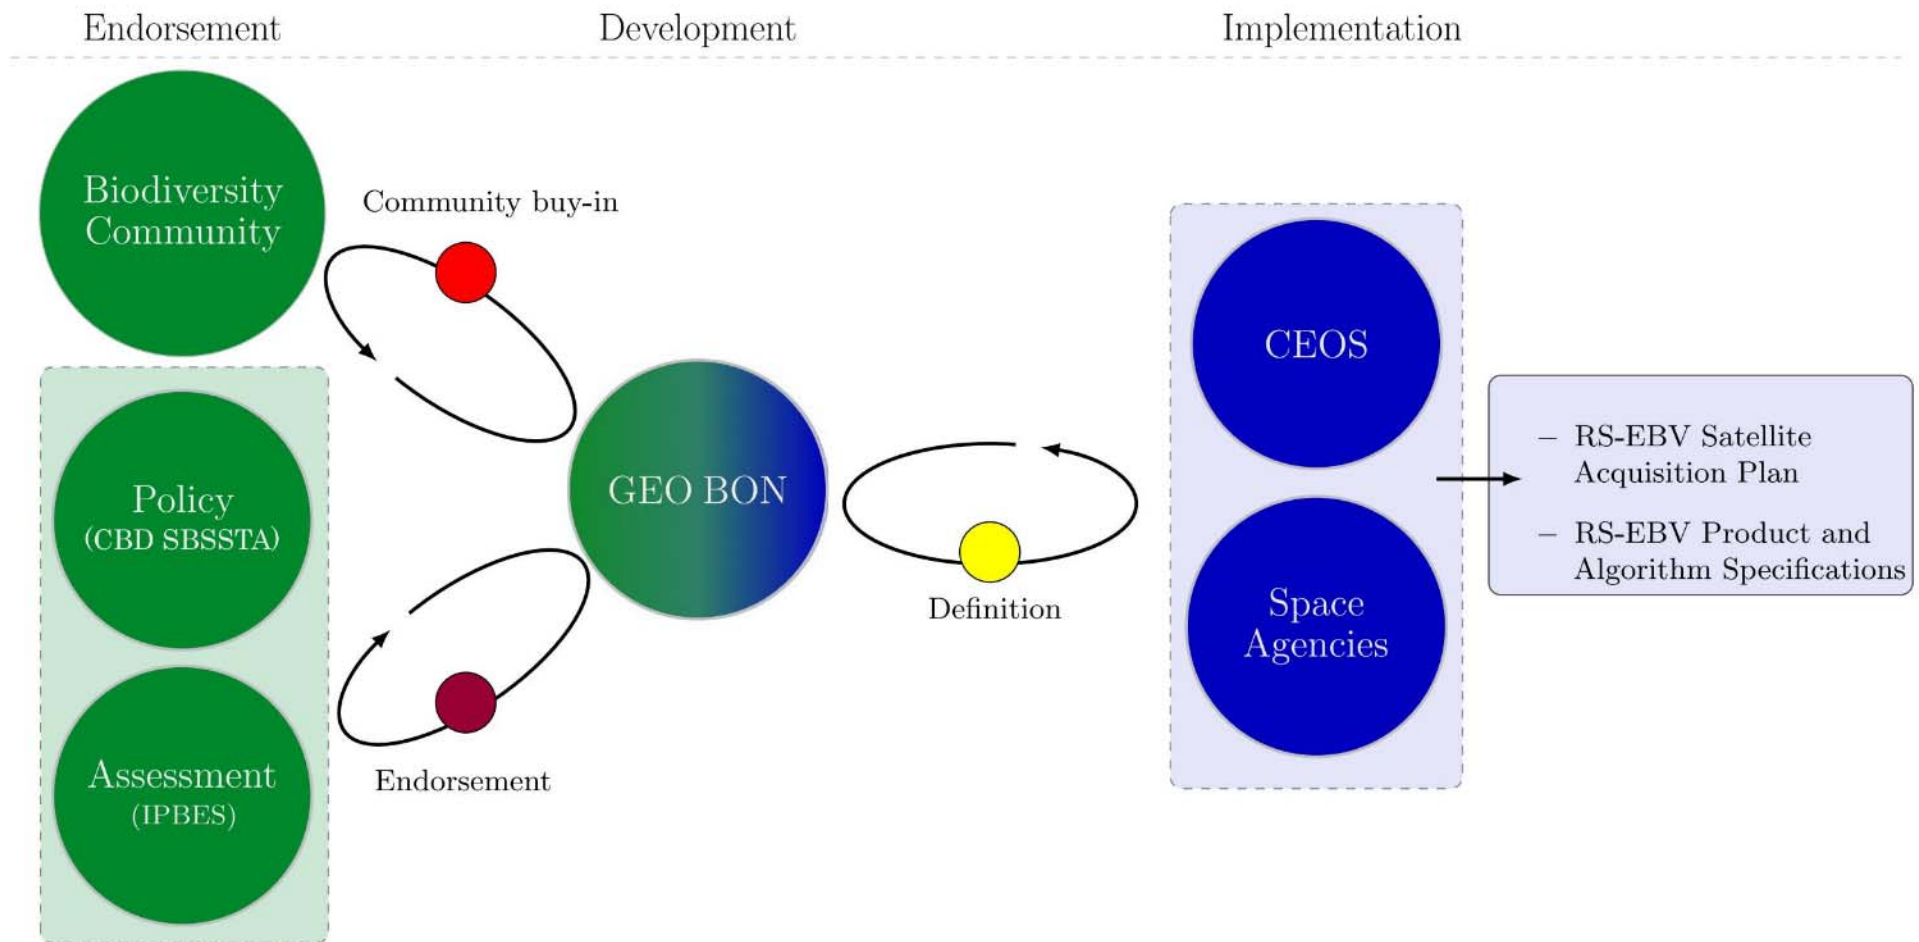 Endorsement
Development
Implementation
Biodiversity
Community
Community buy-in
Policy
(CBD SBSSTA)
Assessment
(IPBES)
Endorsement
GEO BON
Definition
CEOS
Space
Agencies
– RS-EBV Satellite
Acquisition Plan
– RS-EBV Product and
Algorithm Specifications